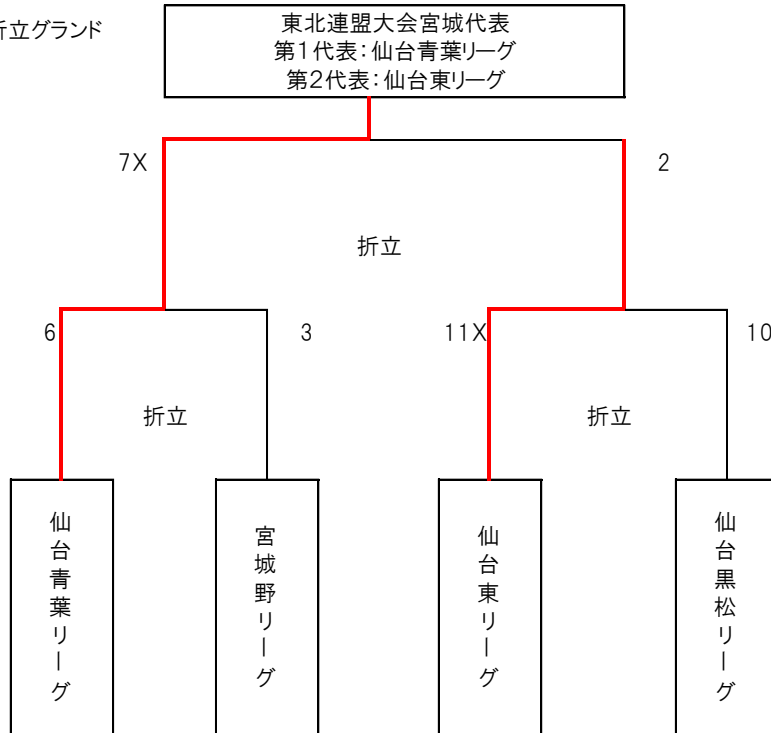 折立グランド
東北連盟大会宮城代表
第1代表：仙台青葉リーグ
第2代表：仙台東リーグ
7X
2
折立
6
3
11X
10
折立
折立
仙台青葉リーグ
宮城野リーグ
仙台東リーグ
仙台黒松リーグ